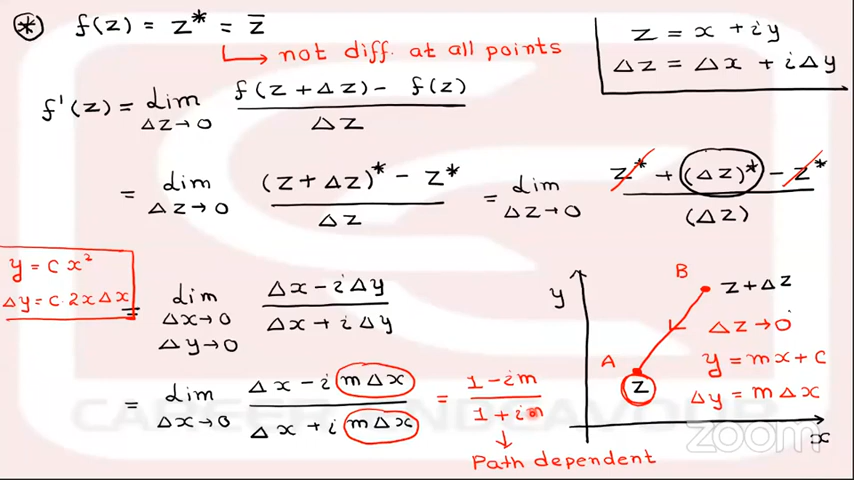 * f(z) = z* = z̄
→ not diff. at all points
z = x + iy
Δz = Δx + iΔy
f'(z) = lim Δz→0 (f(z + Δz) - f(z)) / Δz
= lim Δz→0 ((z + Δz)* - z*) / Δz = lim Δz→0 (z* + (Δz)* - z*) / (Δz)
y = cx²
Δy = c·2xΔx
= lim Δx→0 Δy→0 (Δx - iΔy) / (Δx + iΔy)
= lim Δx→0 (Δx - i mΔx) / (Δx + i mΔx) = (1 - im) / (1 + im)
↓
Path dependent
y
B
z + Δz
Δz→0
A
y = mx + c
z
Δy = mΔx
x
CAREER ENDEAVOUR
zoom